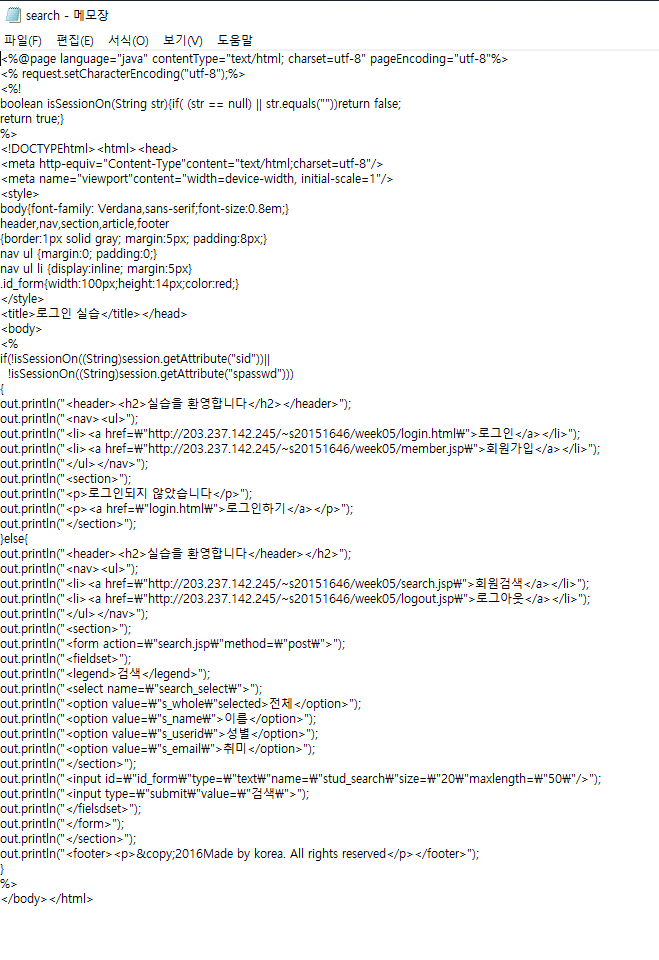 search - 메모장
파일(F) 편집(E) 서식(O) 보기(V) 도움말
<%@page language="java" contentType="text/html; charset=utf-8" pageEncoding="utf-8"%>
<% request.setCharacterEncoding("utf-8");%>
<%!
boolean isSessionOn(String str){if( (str == null) || str.equals(""))return false;
return true;}
%>
<!DOCTYPEhtml><html><head>
<meta http-equiv="Content-Type"content="text/html;charset=utf-8"/>
<meta name="viewport"content="width=device-width, initial-scale=1"/>
<style>
body{font-family: Verdana,sans-serif;font-size:0.8em;}
header,nav,section,article,footer
{border:1px solid gray; margin:5px; padding:8px;}
nav ul {margin:0; padding:0;}
nav ul li {display:inline; margin:5px}
.id_form{width:100px;height:14px;color:red;}
</style>
<title>로그인 실습</title></head>
<body>
<%
if(!isSessionOn((String)session.getAttribute("sid"))||
!isSessionOn((String)session.getAttribute("spasswd")))
{
out.println("<header><h2>실습을 환영합니다</h2></header>");
out.println("<nav><ul>");
out.println("<li><a href=₩"http://203.237.142.245/~s20151646/week05/login.html₩">로그인</a></li>");
out.println("<li><a href=₩"http://203.237.142.245/~s20151646/week05/member.jsp₩">회원가입</a></li>");
out.println("</ul></nav>");
out.println("<section>");
out.println("<p>로그인되지 않았습니다</p>");
out.println("<p><a href=₩"login.html₩">로그인하기</a></p>");
out.println("</section>");
}else{
out.println("<header><h2>실습을 환영합니다</header></h2>");
out.println("<nav><ul>");
out.println("<li><a href=₩"http://203.237.142.245/~s20151646/week05/search.jsp₩">회원검색</a></li>");
out.println("<li><a href=₩"http://203.237.142.245/~s20151646/week05/logout.jsp₩">로그아웃</a></li>");
out.println("</ul></nav>");
out.println("<section>");
out.println("<form action=₩"search.jsp₩"method=₩"post₩">");
out.println("<fieldset>");
out.println("<legend>검색</legend>");
out.println("<select name=₩"search_select₩">");
out.println("<option value=₩"s_whole₩"selected>전체</option>");
out.println("<option value=₩"s_name₩">이름</option>");
out.println("<option value=₩"s_userid₩">성별</option>");
out.println("<option value=₩"s_email₩">취미</option>");
out.println("</section>");
out.println("<input id=₩"id_form₩"type=₩"text₩"name=₩"stud_search₩"size=₩"20₩"maxlength=₩"50₩"/>");
out.println("<input type=₩"submit₩"value=₩"검색₩">");
out.println("</fielsdset>");
out.println("</form>");
out.println("</section>");
out.println("<footer><p>&copy;2016Made by korea. All rights reserved</p></footer>");
}
%>
</body></html>